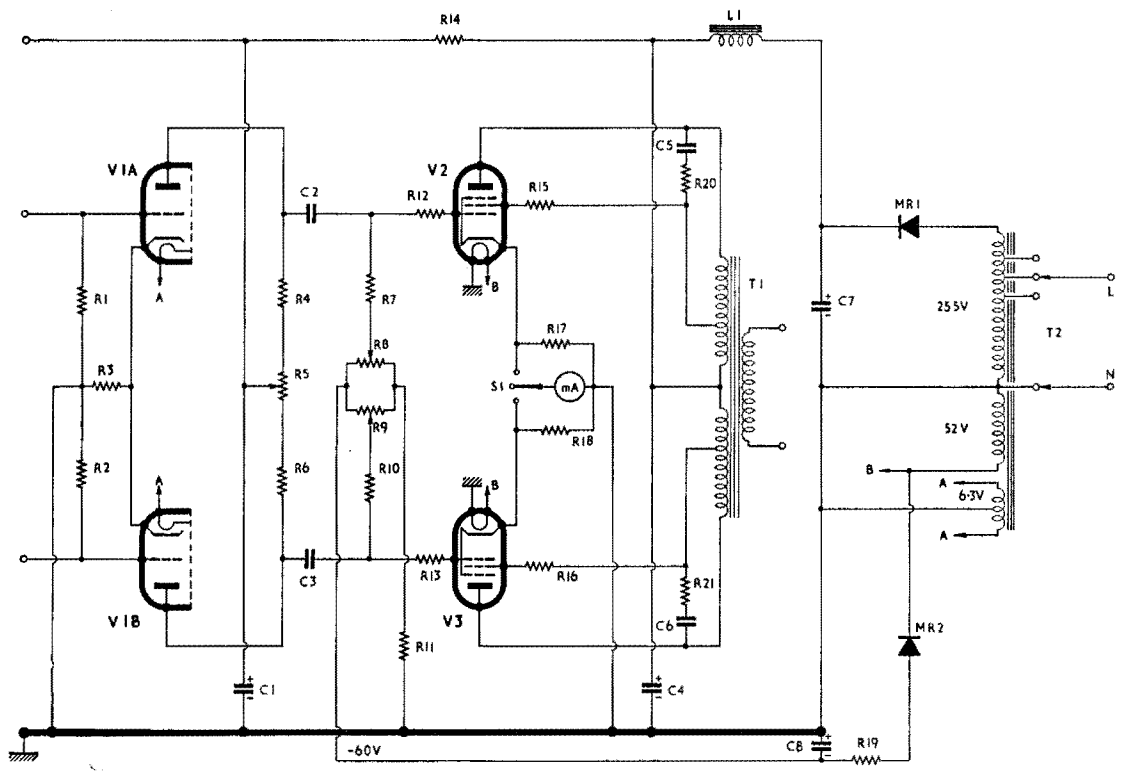 L1
R14
V1A
V2
C5
C2
R12
R15
R20
MR1
A
B
T1
L
R1
R4
R7
C7
255V
T2
R17
R8
R3
R5
S1
mA
N
R9
R18
52V
R2
R6
R10
B
A
A
B
6·3V
A
C3
R13
R16
R21
V1B
V3
C6
MR2
R11
C1
C4
-60V
C8
R19